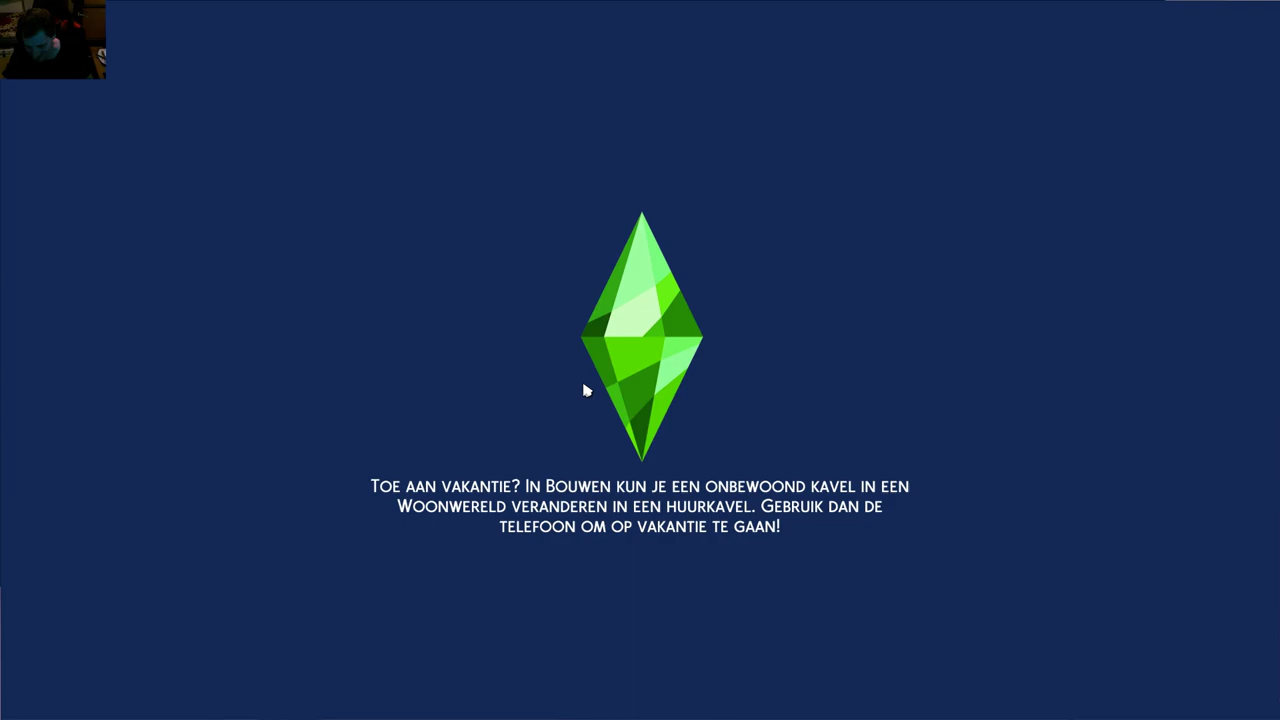 Toe aan vakantie? In Bouwen kun je een onbewoond kavel in een
Woonwereld veranderen in een huurkavel. Gebruik dan de
telefoon om op vakantie te gaan!